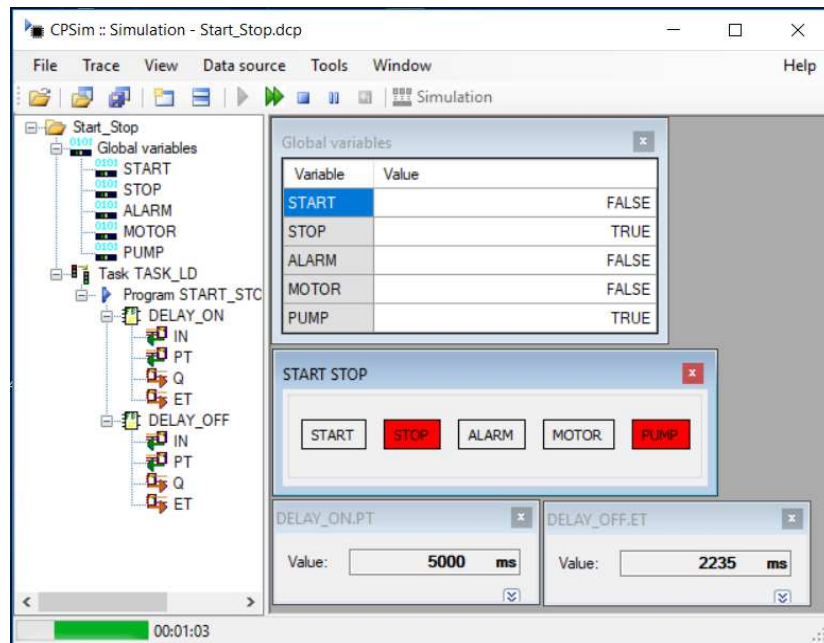 CPSim :: Simulation - Start_Stop.dcp
File Trace View Data source Tools Window Help
Simulation
Start_Stop
Global variables
START
STOP
ALARM
MOTOR
PUMP
Task TASK_LD
Program START_STC
DELAY_ON
IN
PT
Q
ET
DELAY_OFF
IN
PT
Q
ET
Global variables
Variable Value
START FALSE
STOP TRUE
ALARM FALSE
MOTOR FALSE
PUMP TRUE
START STOP
START STOP ALARM MOTOR PUMP
DELAY_ON.PT
Value: 5000 ms
DELAY_OFF.ET
Value: 2235 ms
00:01:03